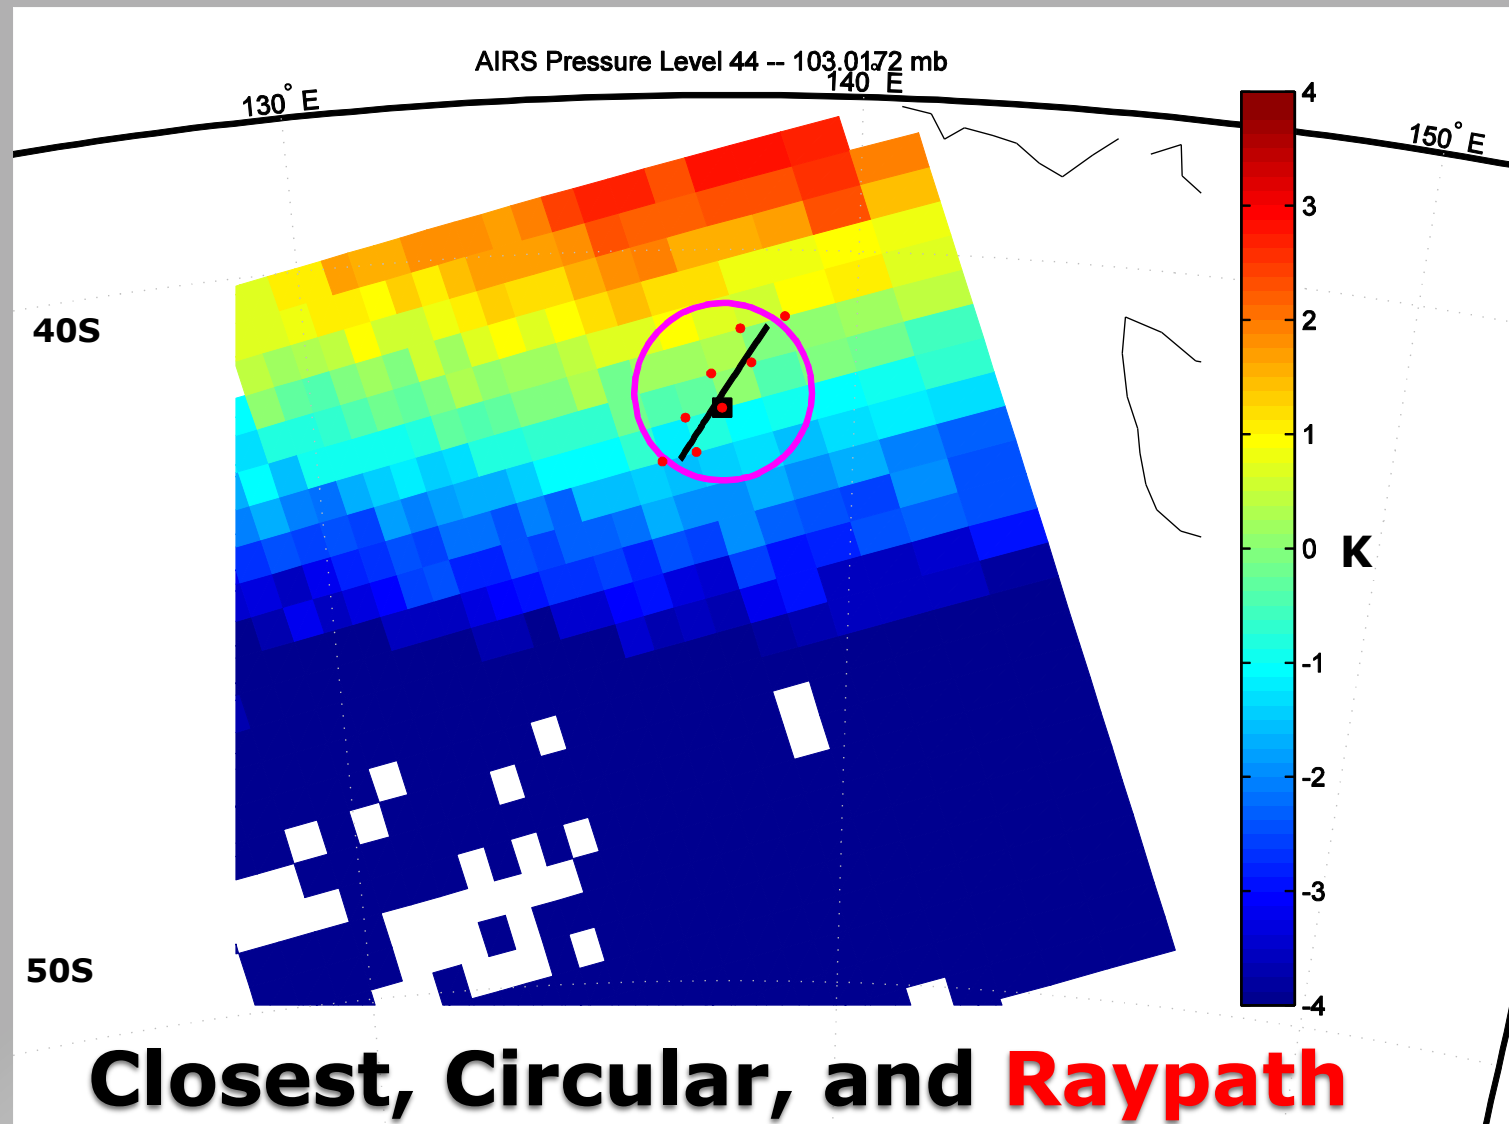 AIRS Pressure Level 44 -- 103.0172 mb
130° E
140° E
150° E
40S
50S
4
3
2
1
0
-1
-2
-3
-4
K
Closest, Circular, and Raypath